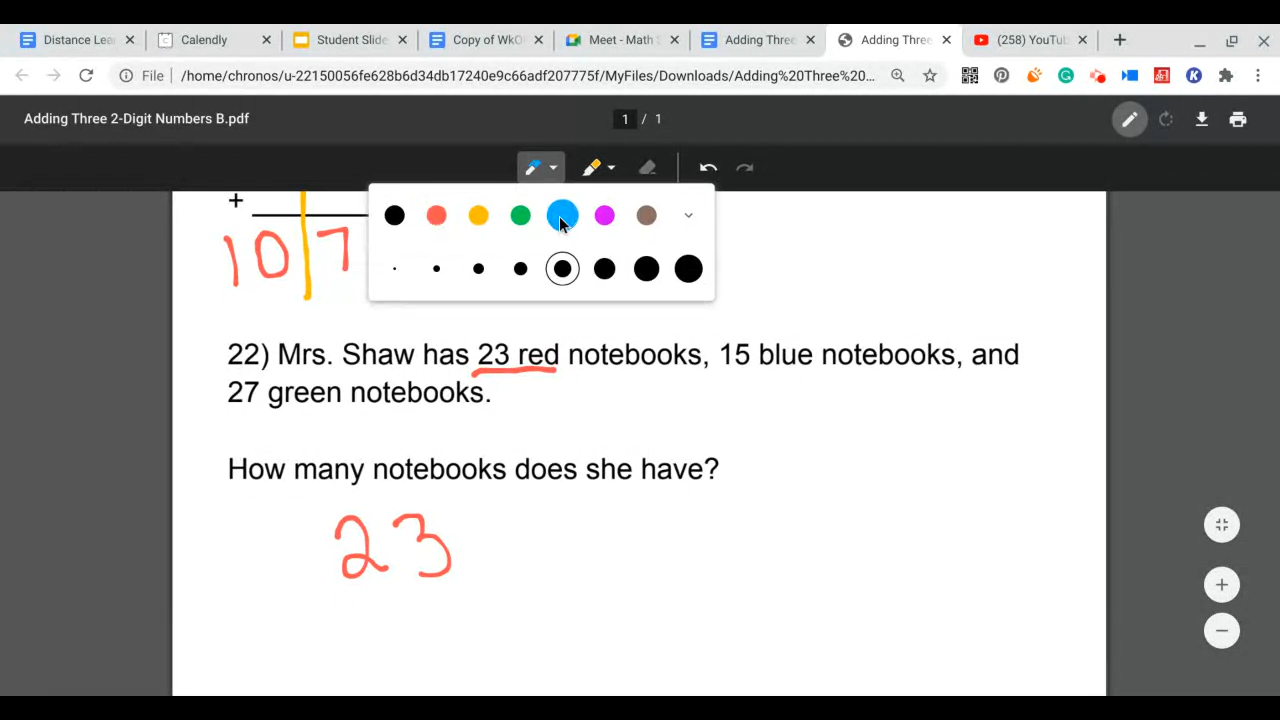 Distance Lea
Calendly
Student Slide
Copy of WkO
Meet - Math
Adding Three
Adding Three
(258) YouTu
File
/home/chronos/u-22150056fe628b6d34db17240e9c66adf207775f/MyFiles/Downloads/Adding%20Three%20...
Adding Three 2-Digit Numbers B.pdf
1 / 1
+
10 7
22) Mrs. Shaw has 23 red notebooks, 15 blue notebooks, and
27 green notebooks.
How many notebooks does she have?
23